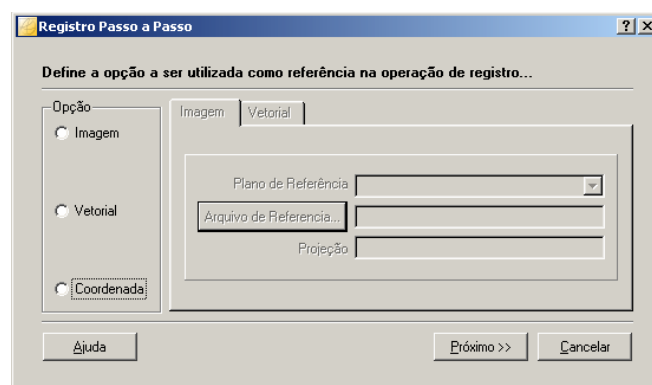 Registro Passo a Passo
Define a opção a ser utilizada como referência na operação de registro...
Opção
Imagem
Vetorial
Coordenada
Imagem Vetorial
Plano de Referência
Arquivo de Referencia...
Projeção
Ajuda Próximo >> Cancelar